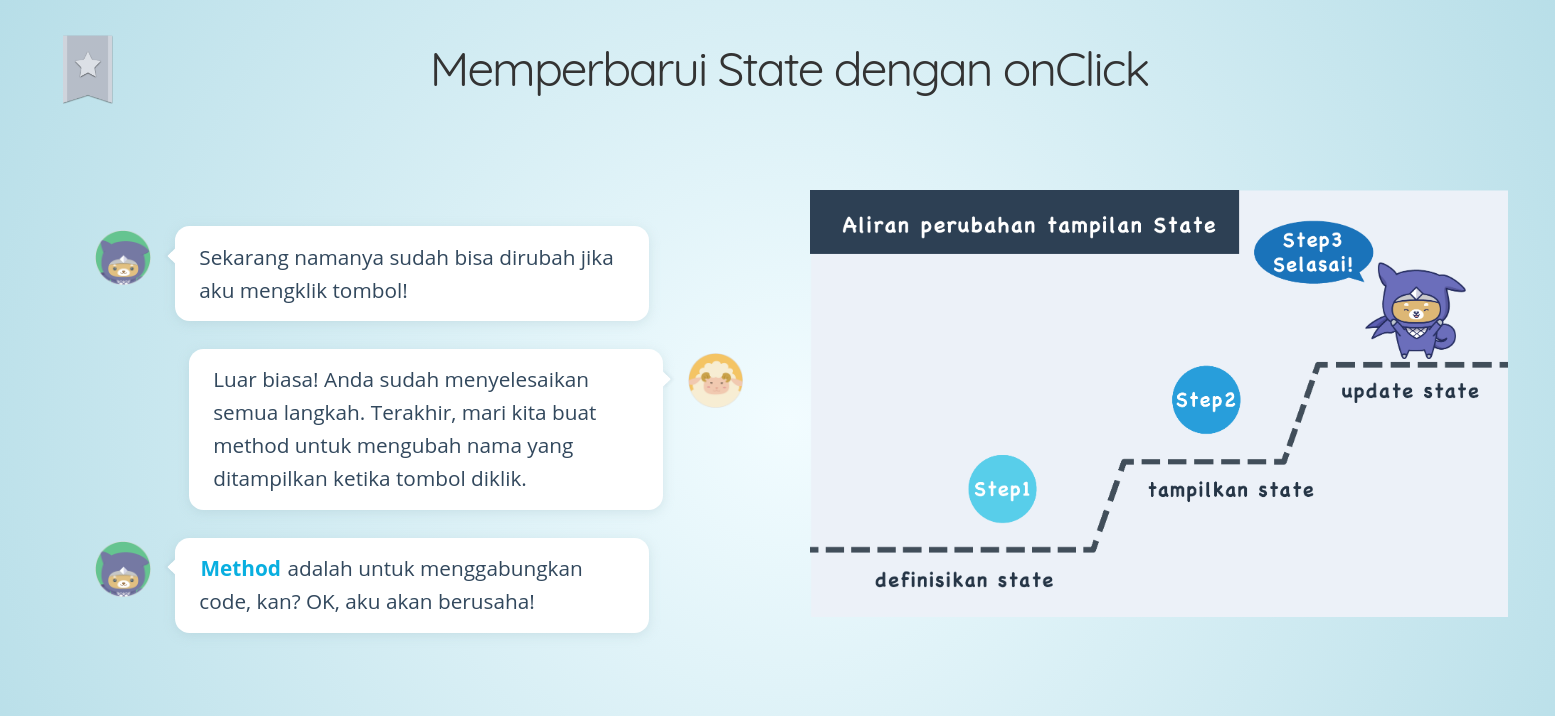 Memperbarui State dengan onClick
Sekarang namanya sudah bisa dirubah jika
aku mengklik tombol!
Luar biasa! Anda sudah menyelesaikan
semua langkah. Terakhir, mari kita buat
method untuk mengubah nama yang
ditampilkan ketika tombol diklik.
Method adalah untuk menggabungkan
code, kan? OK, aku akan berusaha!
Aliran perubahan tampilan State
Step3
Selasai!
update state
Step2
tampilkan state
Step1
definisikan state